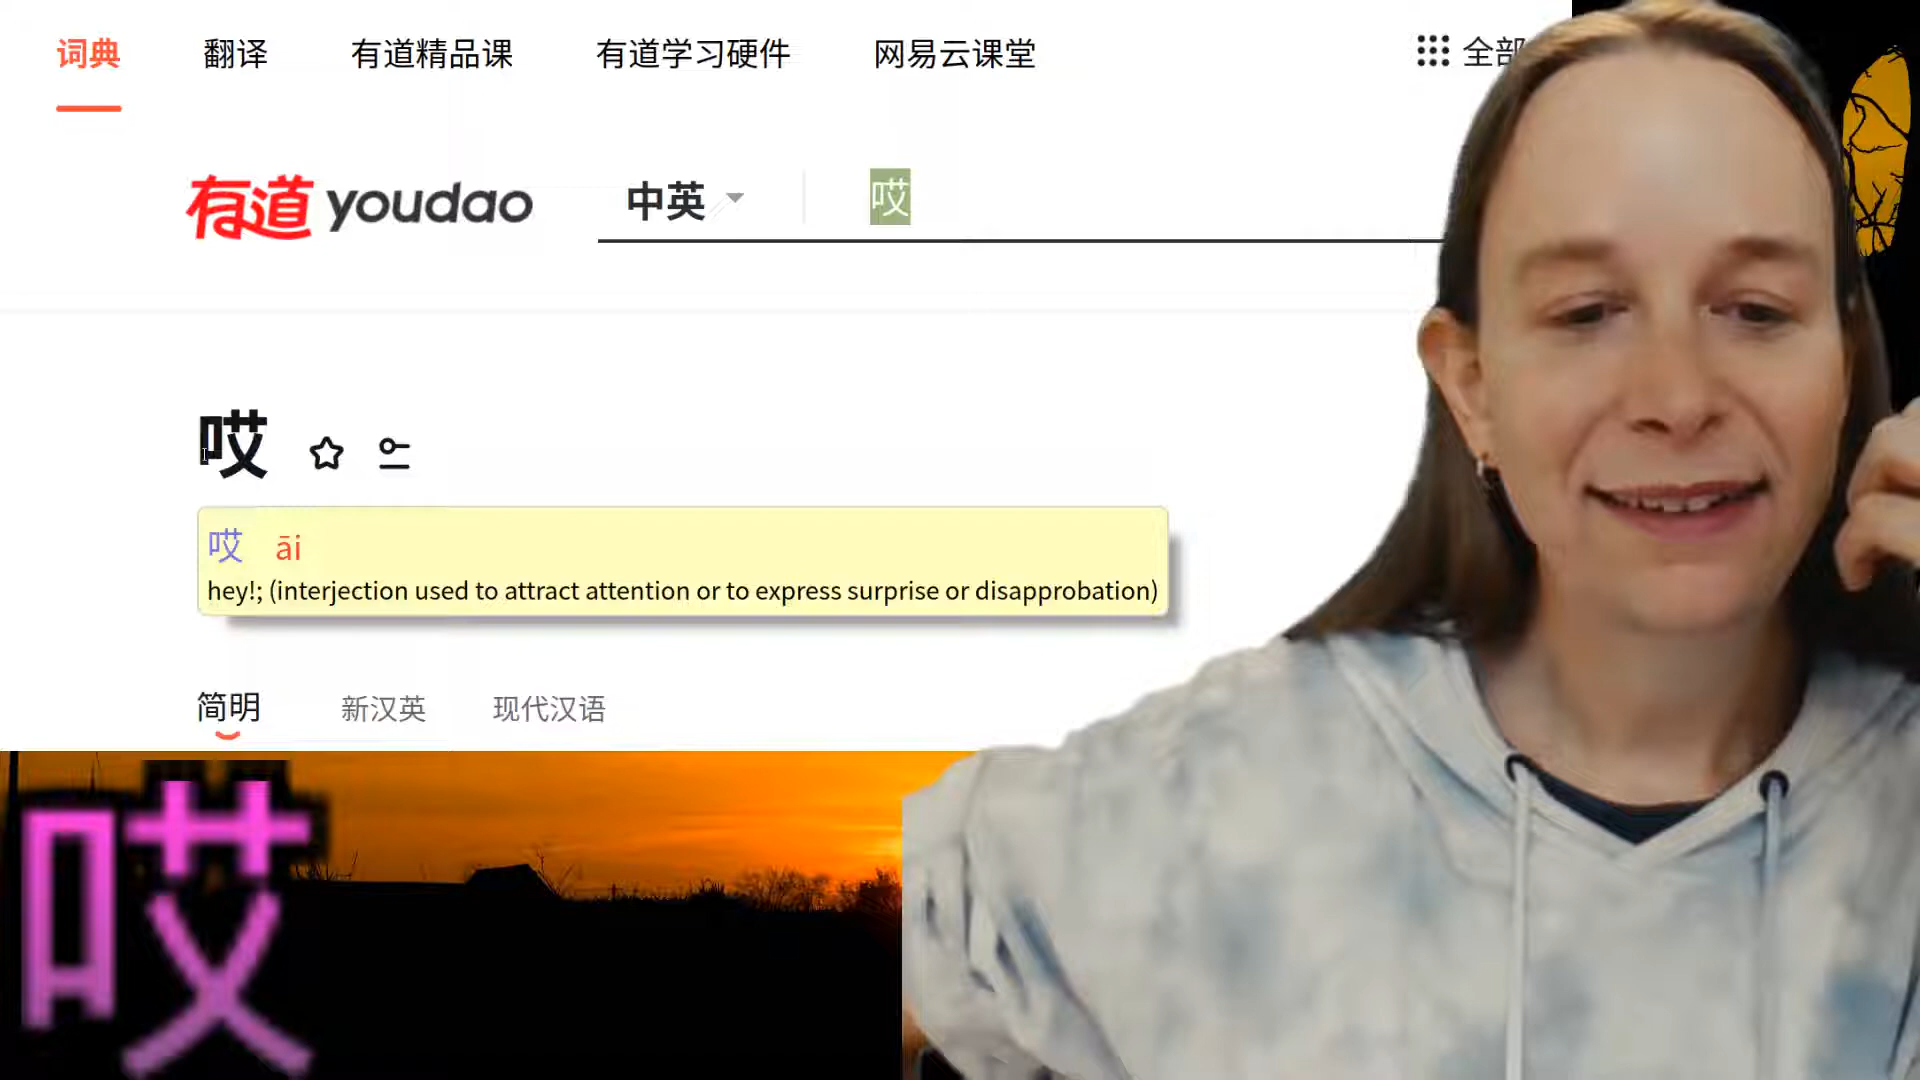 词典 翻译 有道精品课 有道学习硬件 网易云课堂 全部
有道 youdao 中英 哎
哎
哎 āi
hey!; (interjection used to attract attention or to express surprise or disapprobation)
简明 新汉英 现代汉语
哎